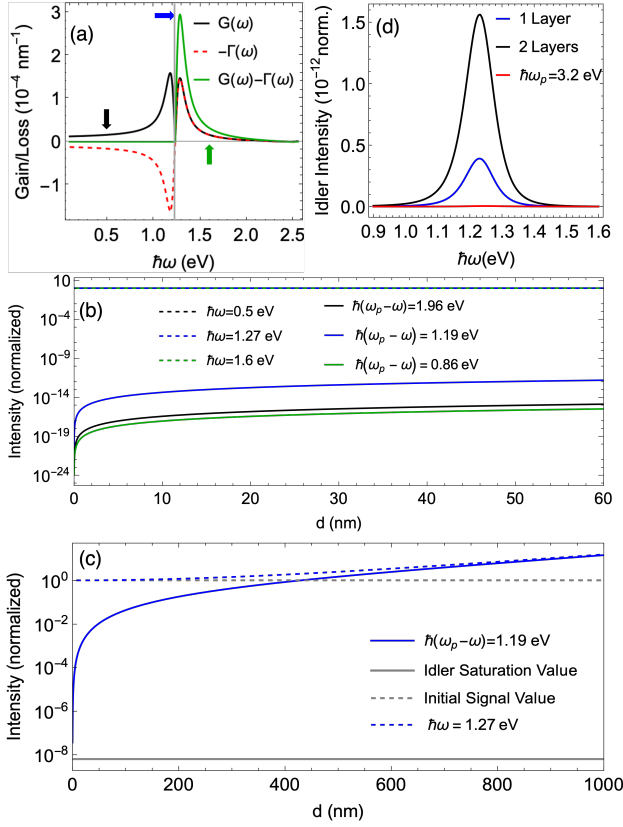 (a)
G(ω)
-Γ(ω)
G(ω)-Γ(ω)
Gain/Loss (10⁻⁴ nm⁻¹)
3
2
1
0
-1
0.5 1.0 1.5 2.0 2.5
ℏω (eV)
(d)
1 Layer
2 Layers
ℏωₚ=3.2 eV
Idler Intensity (10⁻¹² norm.)
1.5
1.0
0.5
0.0
0.9 1.0 1.1 1.2 1.3 1.4 1.5 1.6
ℏω(eV)
(b)
ℏω=0.5 eV
ℏω=1.27 eV
ℏω=1.6 eV
ℏ(ωₚ-ω)=1.96 eV
ℏ(ωₚ-ω)=1.19 eV
ℏ(ωₚ-ω)=0.86 eV
Intensity (normalized)
10
10⁻⁴
10⁻⁹
10⁻¹⁴
10⁻¹⁹
10⁻²⁴
0 10 20 30 40 50 60
d (nm)
(c)
ℏ(ωₚ-ω)=1.19 eV
Idler Saturation Value
Initial Signal Value
ℏω=1.27 eV
Intensity (normalized)
10⁰
10⁻²
10⁻⁴
10⁻⁶
10⁻⁸
0 200 400 600 800 1000
d (nm)